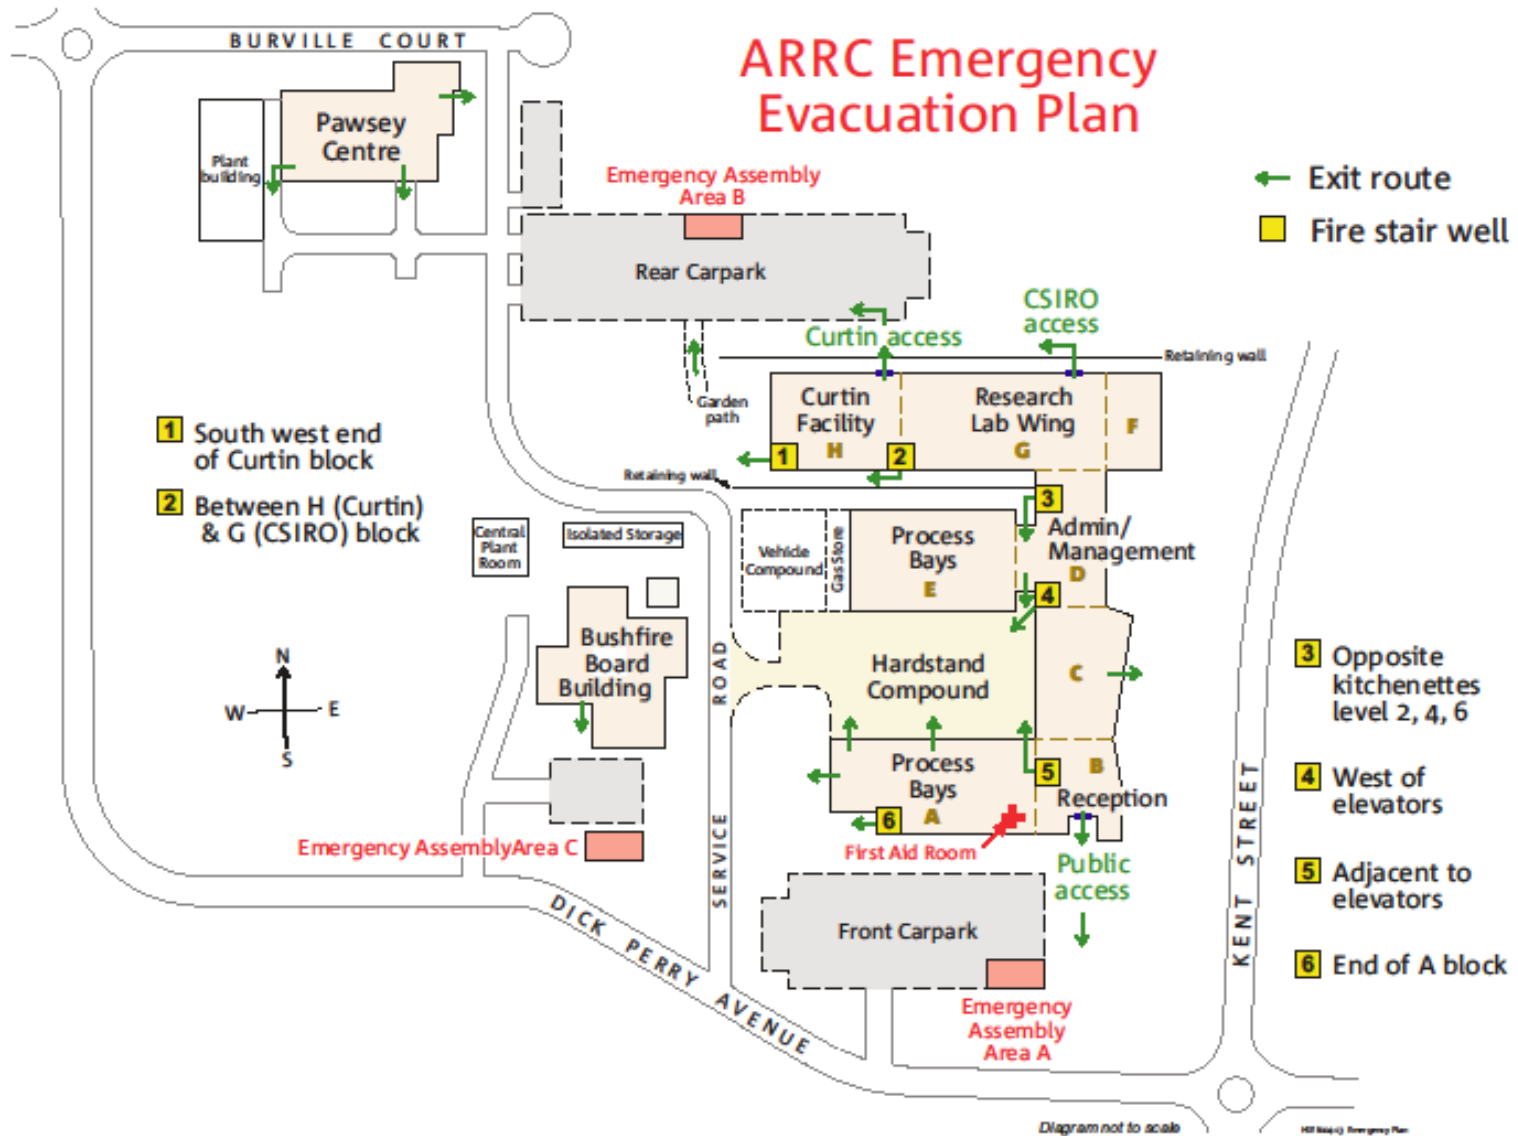 BURVILLE COURT
ARRC Emergency
Evacuation Plan
Pawsey
Centre
Plant
building
Emergency Assembly
Area B
Exit route
Fire stair well
Rear Carpark
CSIRO
access
Curtin access
Retaining wall
Garden
path
Curtin
Facility
H
Research
Lab Wing
G
F
1 South west end
of Curtin block
2 Between H (Curtin)
& G (CSIRO) block
1
2
Retaining wall
3
Admin/
Management
D
Central
Plant
Room
Isolated Storage
Vehicle
Compound
Gas Store
Process
Bays
E
4
Bushfire
Board
Building
SERVICE ROAD
Hardstand
Compound
C
N
W E
S
3 Opposite
kitchenettes
level 2, 4, 6
4 West of
elevators
5 Adjacent to
elevators
6 End of A block
Process
Bays
A
5
B
Reception
6
First Aid Room
Public
access
Emergency AssemblyArea C
KENT STREET
Front Carpark
DICK PERRY AVENUE
Emergency
Assembly
Area A
Diagram not to scale